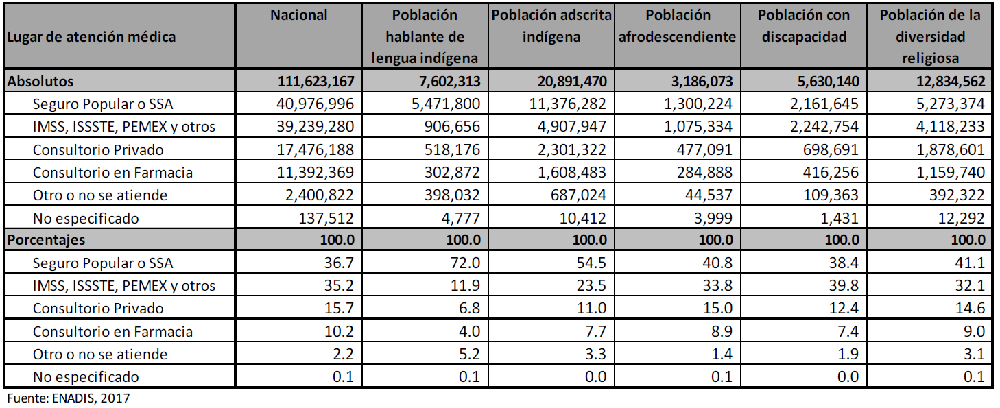 Lugar de atención médica | Nacional | Población hablante de lengua indígena | Población adscrita indígena | Población afrodescendiente | Población con discapacidad | Población de la diversidad religiosa
Absolutos 111,623,167 7,602,313 20,891,470 3,186,073 5,630,140 12,834,562
Seguro Popular o SSA 40,976,996 5,471,800 11,376,282 1,300,224 2,161,645 5,273,374
IMSS, ISSSTE, PEMEX y otros 39,239,280 906,656 4,907,947 1,075,334 2,242,754 4,118,233
Consultorio Privado 17,476,188 518,176 2,301,322 477,091 698,691 1,878,601
Consultorio en Farmacia 11,392,369 302,872 1,608,483 284,888 416,256 1,159,740
Otro o no se atiende 2,400,822 398,032 687,024 44,537 109,363 392,322
No especificado 137,512 4,777 10,412 3,999 1,431 12,292
Porcentajes 100.0 100.0 100.0 100.0 100.0 100.0
Seguro Popular o SSA 36.7 72.0 54.5 40.8 38.4 41.1
IMSS, ISSSTE, PEMEX y otros 35.2 11.9 23.5 33.8 39.8 32.1
Consultorio Privado 15.7 6.8 11.0 15.0 12.4 14.6
Consultorio en Farmacia 10.2 4.0 7.7 8.9 7.4 9.0
Otro o no se atiende 2.2 5.2 3.3 1.4 1.9 3.1
No especificado 0.1 0.1 0.0 0.1 0.0 0.1
Fuente: ENADIS, 2017